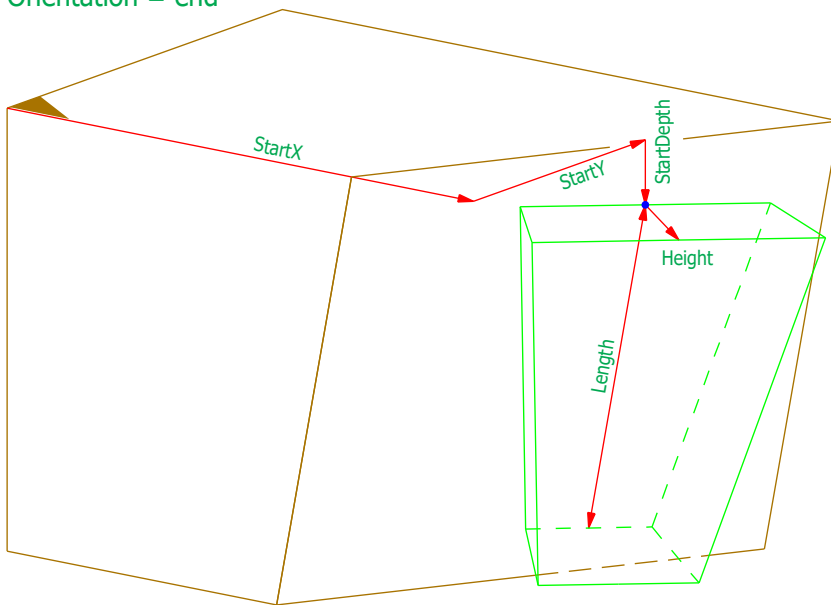 Orientation = end
StartX
StartY
StartDepth
Height
Length